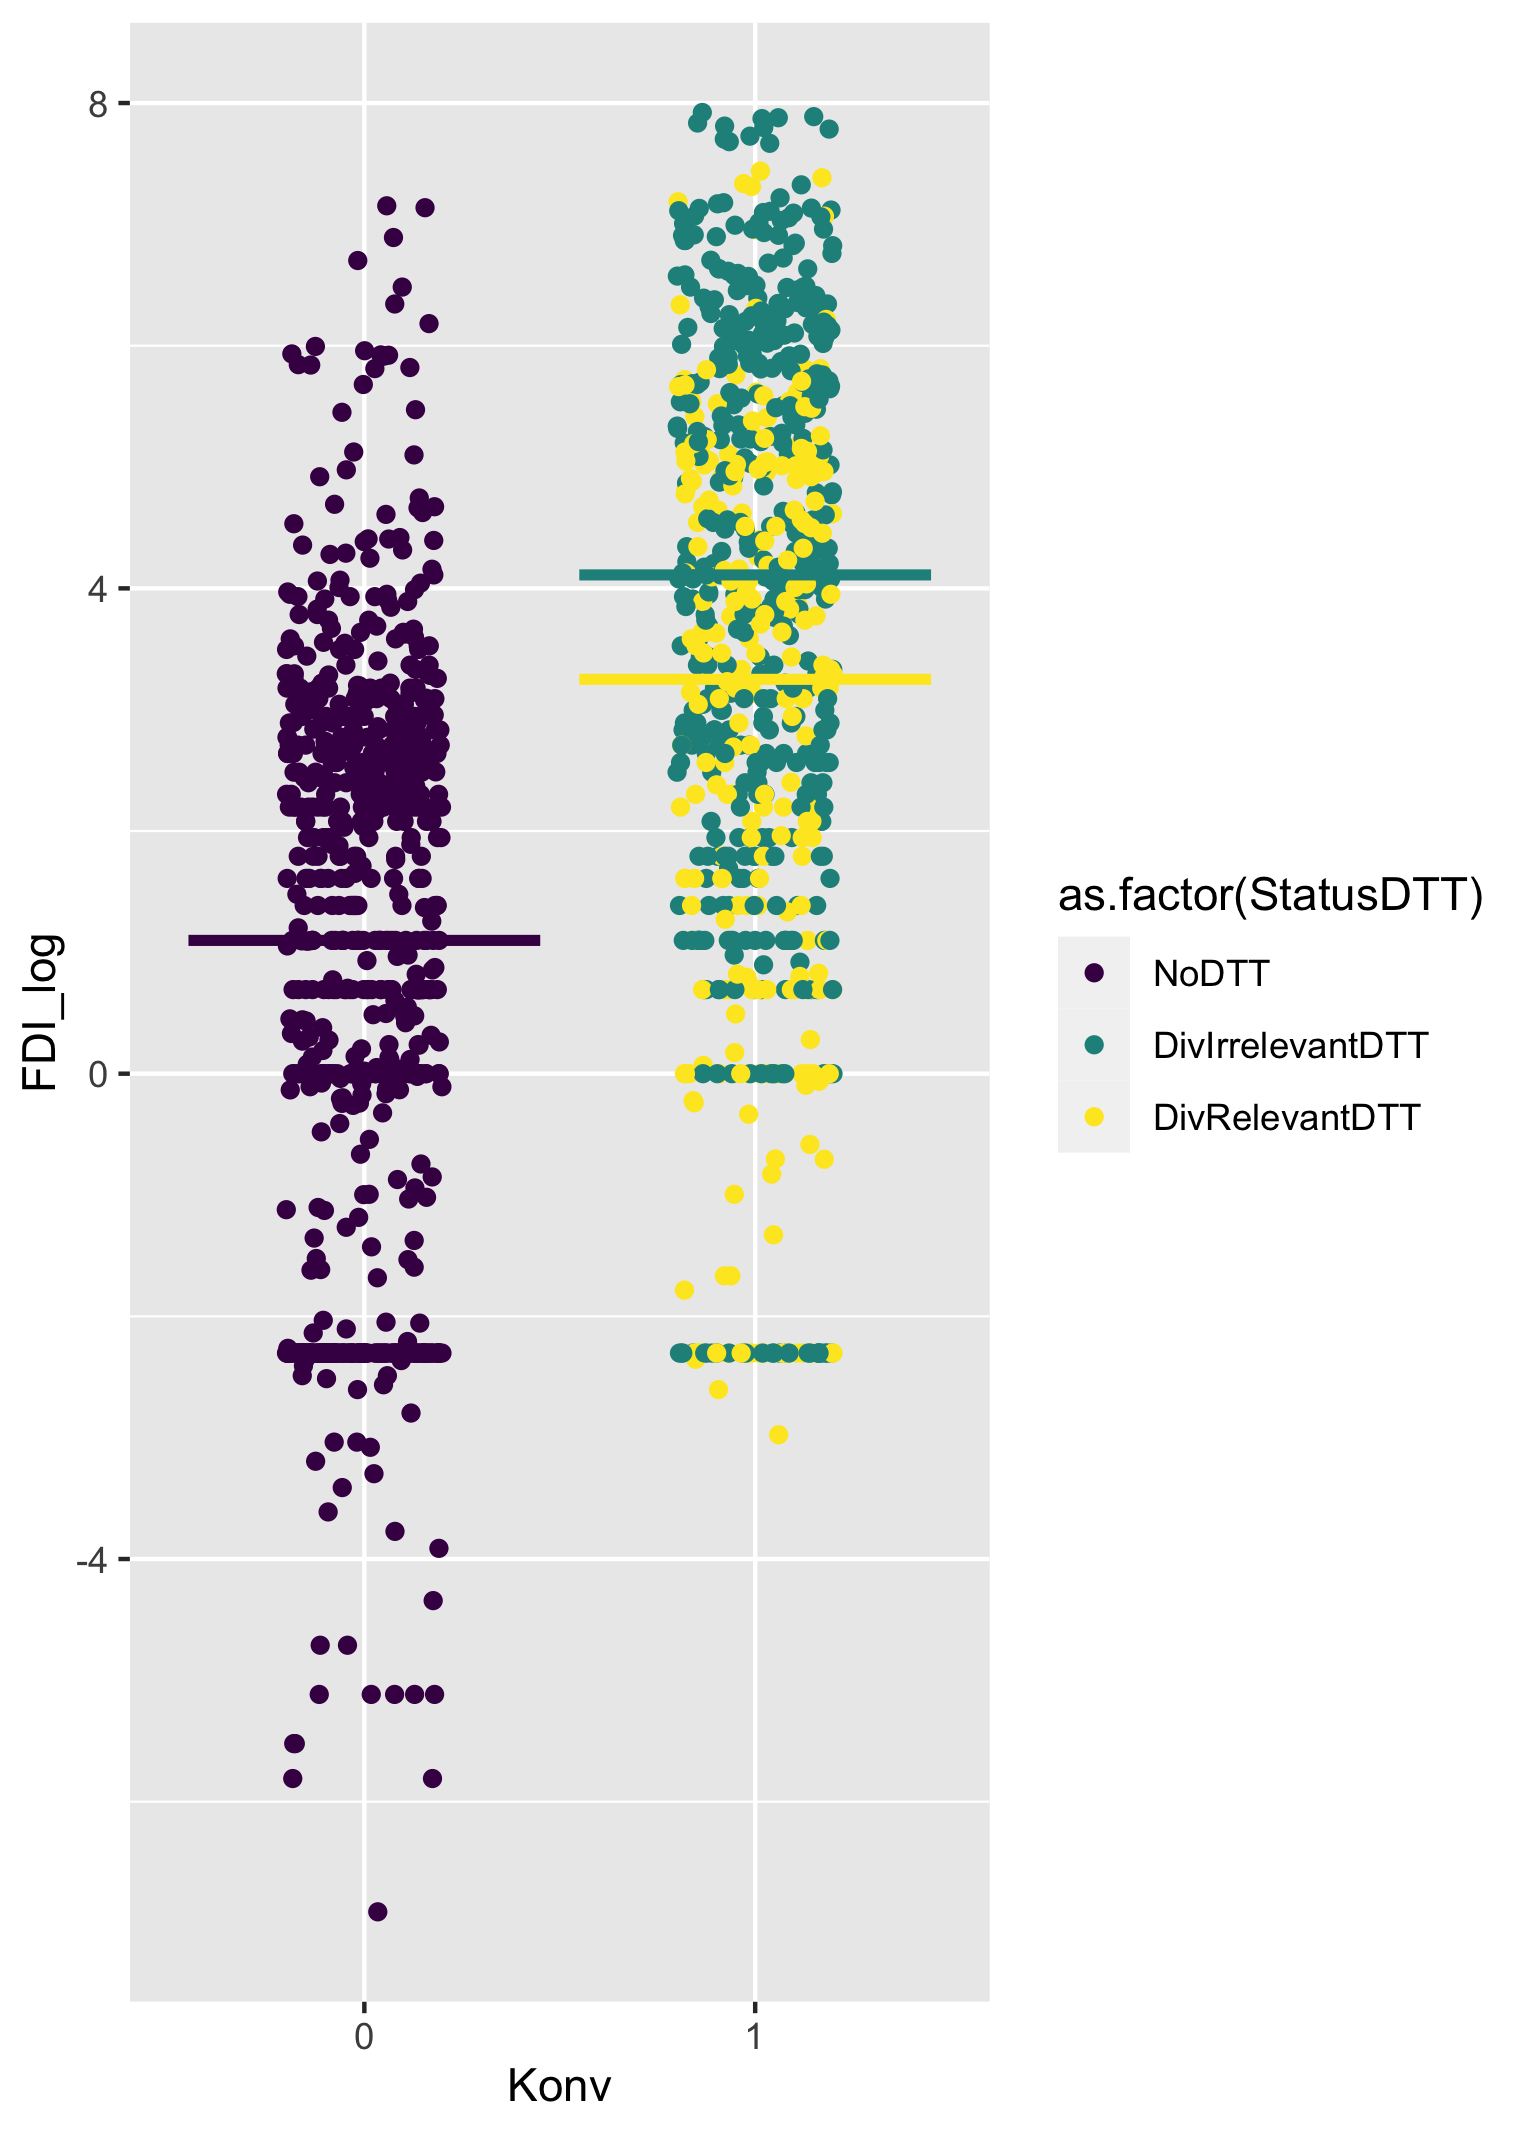 8
4
0
-4
FDI_log
0
1
Konv
as.factor(StatusDTT)
NoDTT
DivIrrelevantDTT
DivRelevantDTT